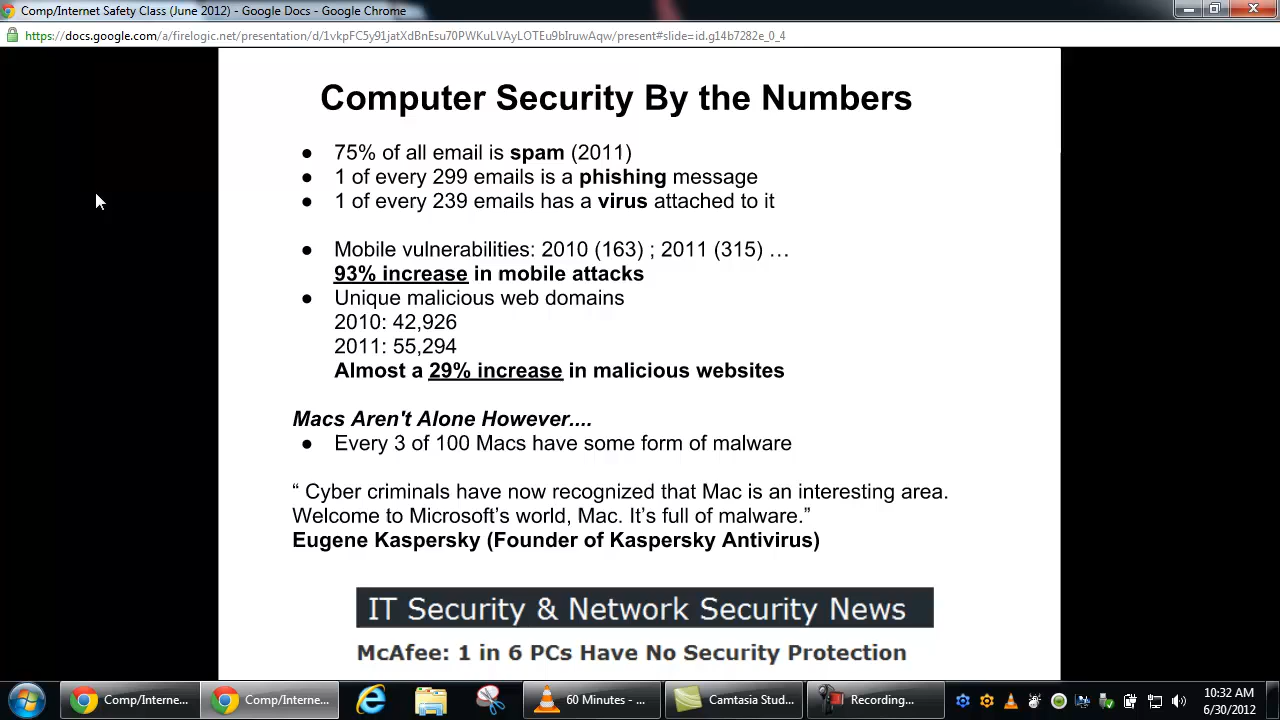 Comp/Internet Safety Class (June 2012) - Google Docs - Google Chrome
https://docs.google.com/a/firelogic.net/presentation/d/1vkpFC5y91jatXdBnEsu70PWKuLVAyLOTEu9bIruwAqw/present#slide=id.g14b7282e_0_4
Computer Security By the Numbers
● 75% of all email is spam (2011)
● 1 of every 299 emails is a phishing message
● 1 of every 239 emails has a virus attached to it
● Mobile vulnerabilities: 2010 (163) ; 2011 (315) …
93% increase in mobile attacks
● Unique malicious web domains
2010: 42,926
2011: 55,294
Almost a 29% increase in malicious websites
Macs Aren't Alone However....
● Every 3 of 100 Macs have some form of malware
“ Cyber criminals have now recognized that Mac is an interesting area.
Welcome to Microsoft’s world, Mac. It’s full of malware.”
Eugene Kaspersky (Founder of Kaspersky Antivirus)
IT Security & Network Security News
McAfee: 1 in 6 PCs Have No Security Protection
Comp/Interne... Comp/Interne... 60 Minutes - ... Camtasia Stud... Recording... 10:32 AM
6/30/2012